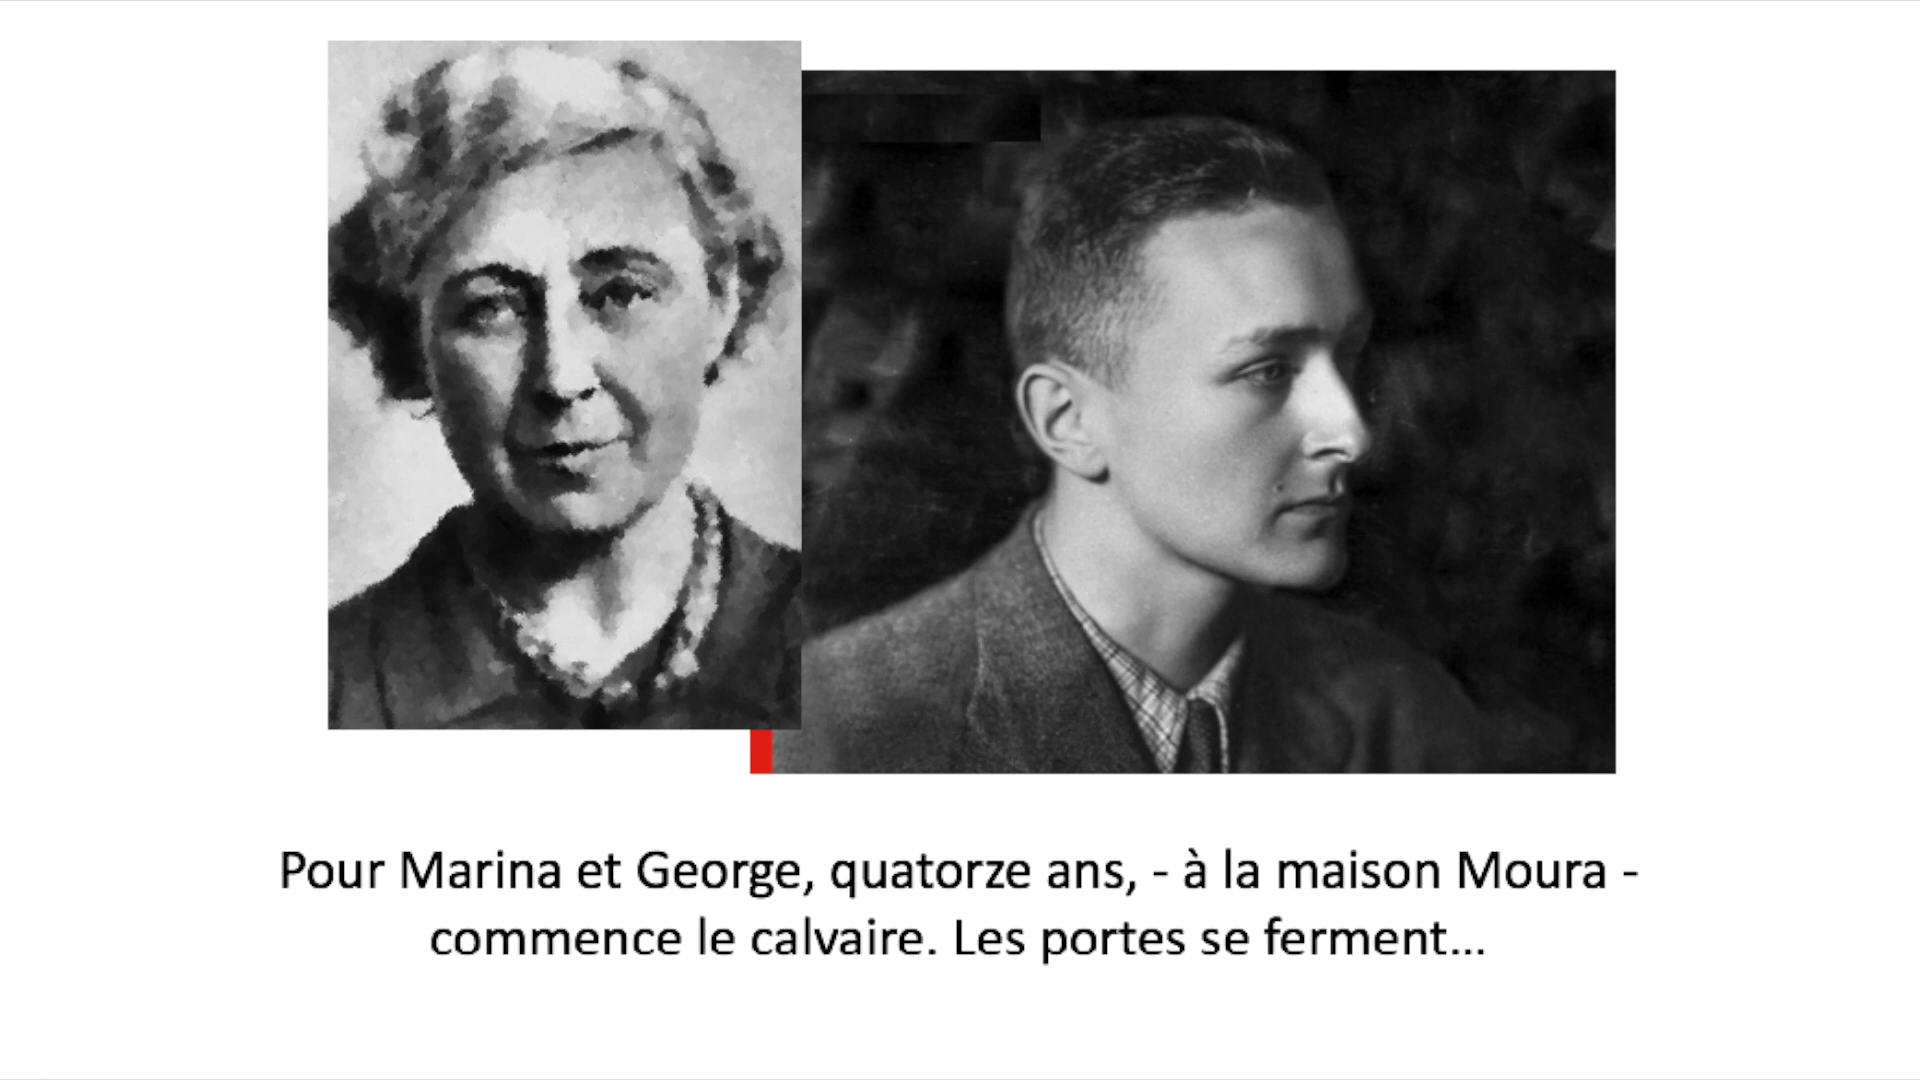 Pour Marina et George, quatorze ans, - à la maison Moura -
commence le calvaire. Les portes se ferment...